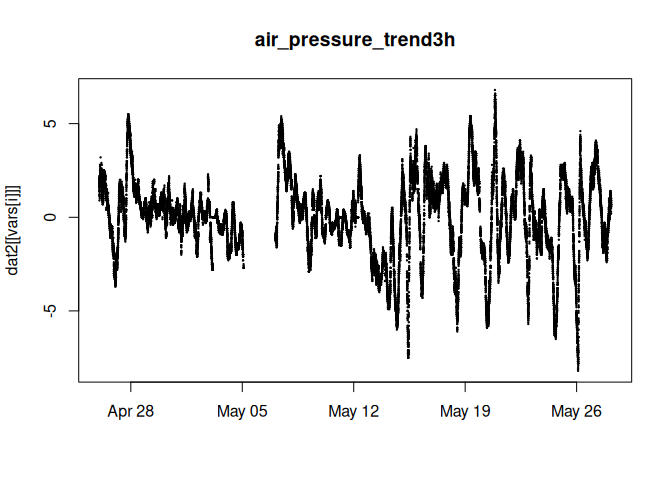 air_pressure_trend3h
dat2[[vars[i]]]
5
0
-5
Apr 28
May 05
May 12
May 19
May 26